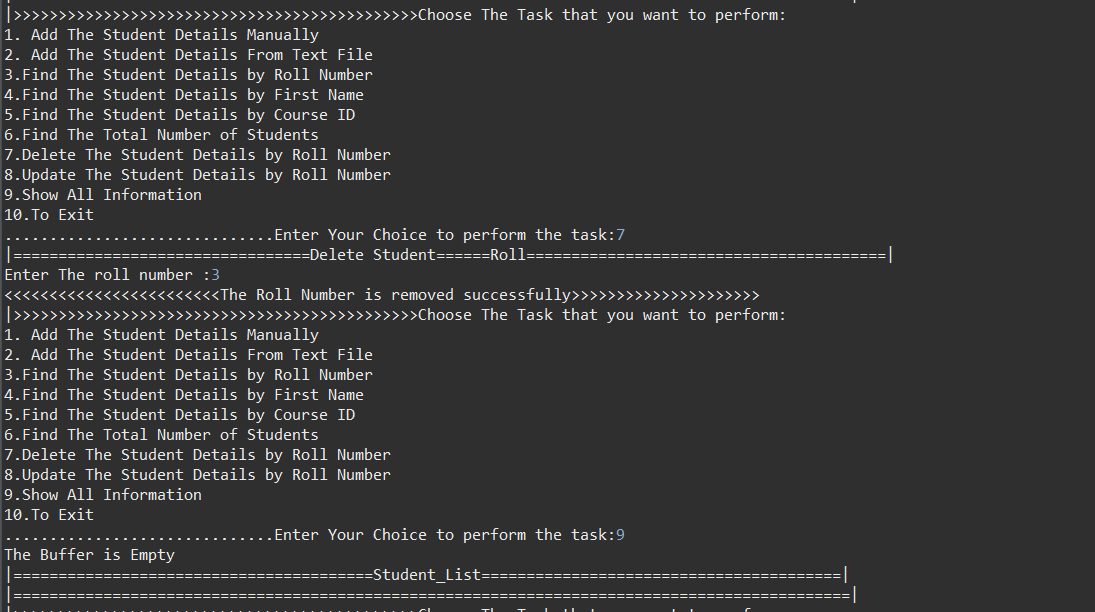 |>>>>>>>>>>>>>>>>>>>>>>>>>>>>>>>>>>>>>>>>>>>>>Choose The Task that you want to perform:
1. Add The Student Details Manually
2. Add The Student Details From Text File
3.Find The Student Details by Roll Number
4.Find The Student Details by First Name
5.Find The Student Details by Course ID
6.Find The Total Number of Students
7.Delete The Student Details by Roll Number
8.Update The Student Details by Roll Number
9.Show All Information
10.To Exit
..............................Enter Your Choice to perform the task:7
|=================================Delete Student======Roll========================================|
Enter The roll number :3
<<<<<<<<<<<<<<<<<<<<<<<<The Roll Number is removed successfully>>>>>>>>>>>>>>>>>>>>>
|>>>>>>>>>>>>>>>>>>>>>>>>>>>>>>>>>>>>>>>>>>>>>Choose The Task that you want to perform:
1. Add The Student Details Manually
2. Add The Student Details From Text File
3.Find The Student Details by Roll Number
4.Find The Student Details by First Name
5.Find The Student Details by Course ID
6.Find The Total Number of Students
7.Delete The Student Details by Roll Number
8.Update The Student Details by Roll Number
9.Show All Information
10.To Exit
..............................Enter Your Choice to perform the task:9
The Buffer is Empty
|========================================Student_List========================================|
|=============================================================================================|